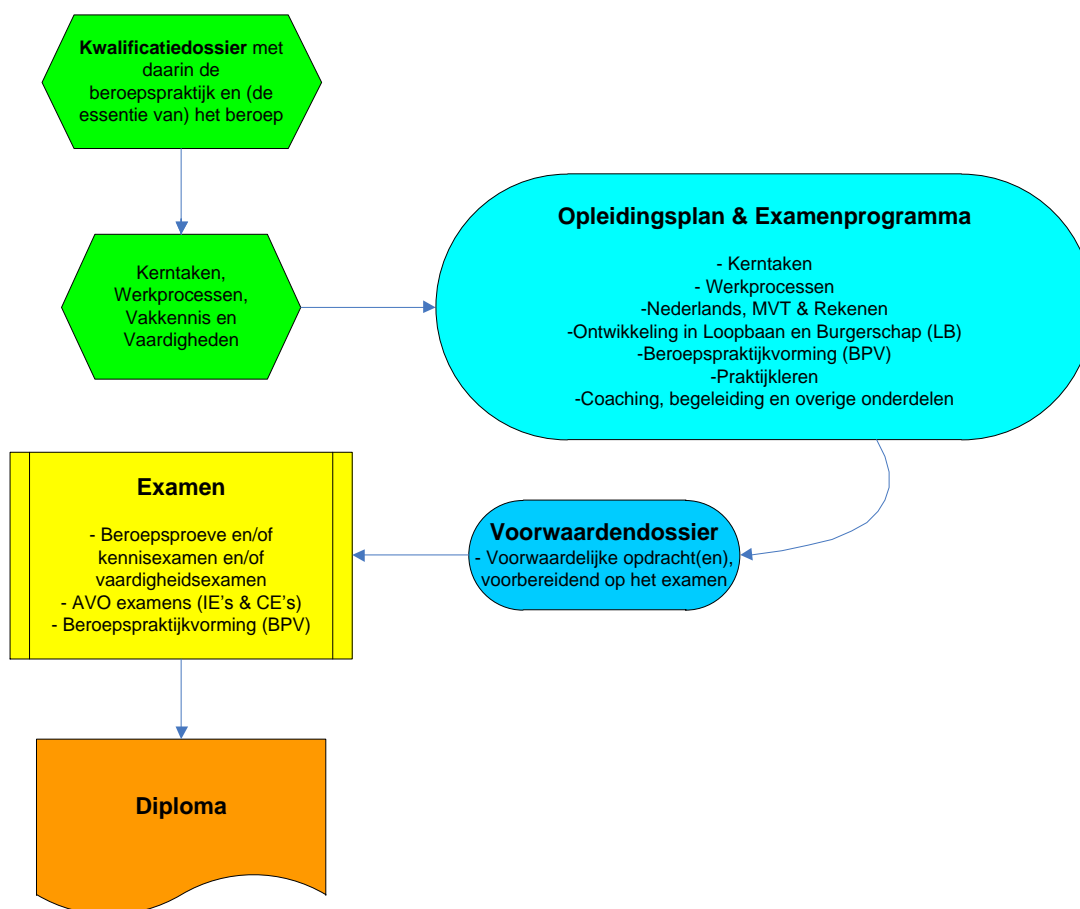 Kwalificatiedossier met
daarin de
beroepspraktijk en (de
essentie van) het beroep
Kerntaken,
Werkprocessen,
Vakkennis en
Vaardigheden
Opleidingsplan & Examenprogramma
- Kerntaken
- Werkprocessen
-Nederlands, MVT & Rekenen
-Ontwikkeling in Loopbaan en Burgerschap (LB)
-Beroepspraktijkvorming (BPV)
-Praktijkleren
-Coaching, begeleiding en overige onderdelen
Voorwaardendossier
- Voorwaardelijke opdracht(en),
voorbereidend op het examen
Examen
- Beroepsproeve en/of
kennisexamen en/of
vaardigheidsexamen
- AVO examens (IE's & CE's)
- Beroepspraktijkvorming (BPV)
Diploma